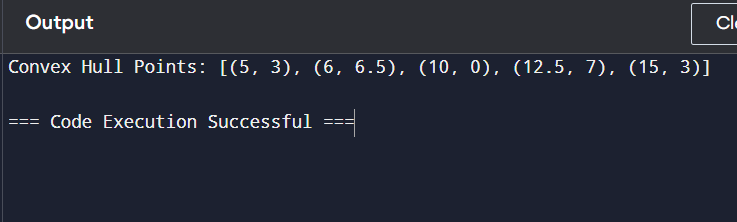 Output
Convex Hull Points: [(5, 3), (6, 6.5), (10, 0), (12.5, 7), (15, 3)]
=== Code Execution Successful ===